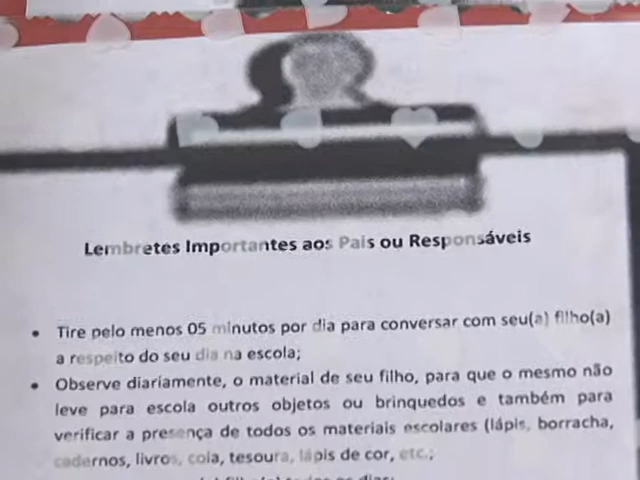 Lembretes Importantes aos Pais ou Responsáveis
• Tire pelo menos 05 minutos por dia para conversar com seu(a) filho(a)
a respeito do seu dia na escola;
• Observe diariamente, o material de seu filho, para que o mesmo não
leve para escola outros objetos ou brinquedos e também para
verificar a presença de todos os materiais escolares (lápis, borracha,
cadernos, livros, cola, tesoura, lápis de cor, etc.;